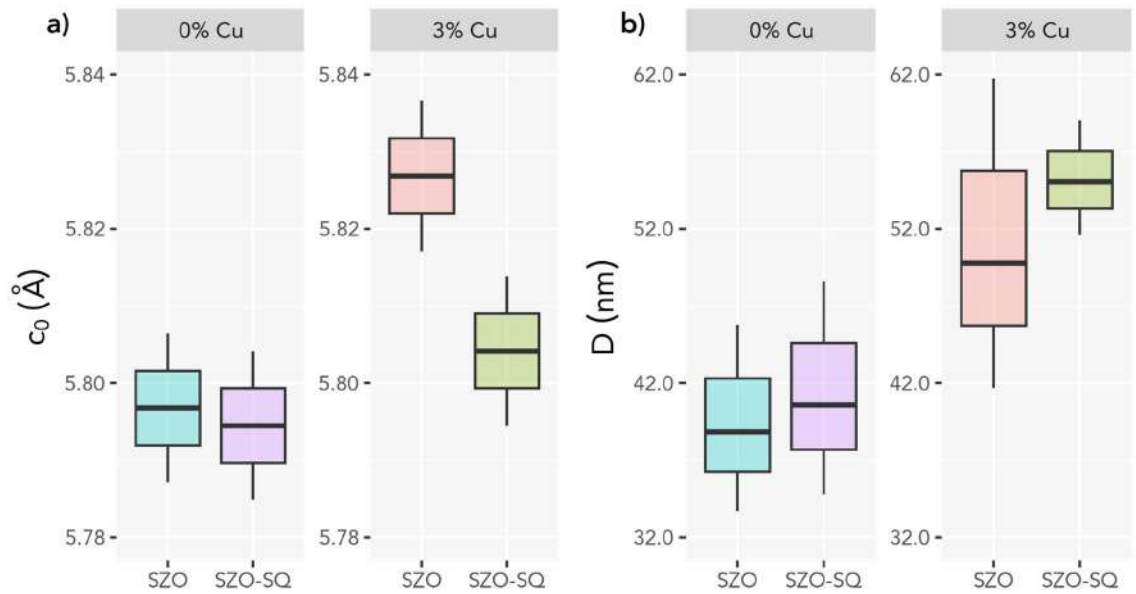 a)
0% Cu
3% Cu
c₀ (Å)
5.84
5.82
5.80
5.78
5.84
5.82
5.80
5.78
SZO
SZO-SQ
SZO
SZO-SQ
b)
0% Cu
3% Cu
D (nm)
62.0
52.0
42.0
32.0
62.0
52.0
42.0
32.0
SZO
SZO-SQ
SZO
SZO-SQ